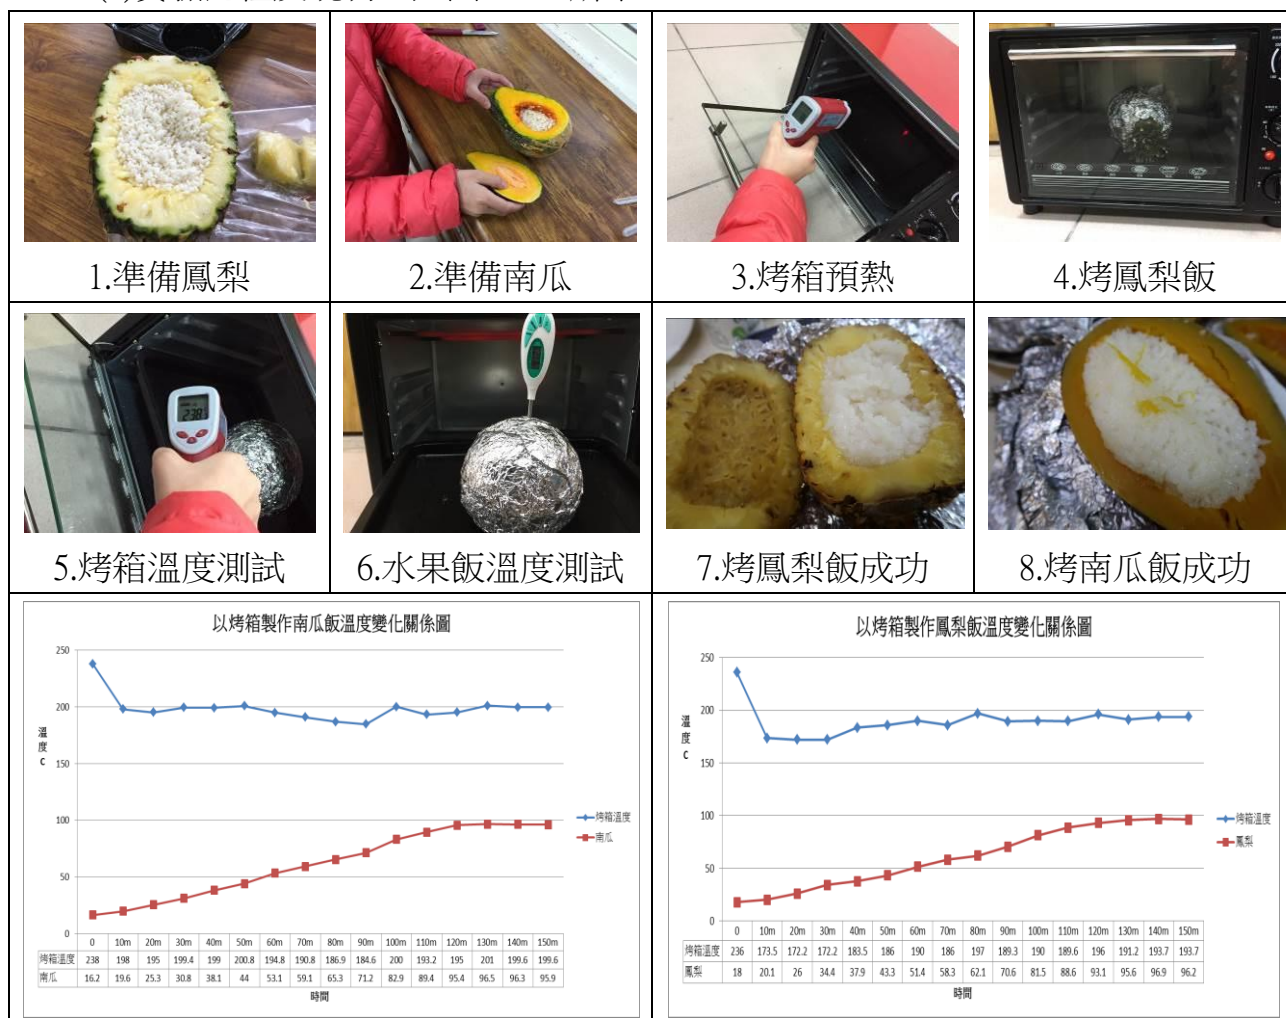 1.準備鳳梨
2.準備南瓜
3.烤箱預熱
4.烤鳳梨飯
5.烤箱溫度測試
6.水果飯溫度測試
7.烤鳳梨飯成功
8.烤南瓜飯成功
以烤箱製作南瓜飯溫度變化關係圖
250
200
150
100
50
0
溫度 C
烤箱溫度
南瓜
0 10m 20m 30m 40m 50m 60m 70m 80m 90m 100m 110m 120m 130m 140m 150m
烤箱溫度 238 198 195 199.4 199 200.8 194.8 190.8 186.9 184.6 200 193.2 195 201 199.6 199.6
南瓜 16.2 19.6 25.3 30.8 38.1 44 53.1 59.1 65.3 71.2 82.9 89.4 95.4 96.5 96.3 95.9
時間
以烤箱製作鳳梨飯溫度變化關係圖
250
200
150
100
50
0
溫度 C
烤箱溫度
鳳梨
0 10m 20m 30m 40m 50m 60m 70m 80m 90m 100m 110m 120m 130m 140m 150m
烤箱溫度 236 173.5 172.2 172.2 183.5 186 190 186 197 189.3 190 189.6 196 191.2 193.7 193.7
鳳梨 18 20.1 26 34.4 37.9 43.3 51.4 58.3 62.1 70.6 81.5 88.6 93.1 95.6 96.9 96.2
時間